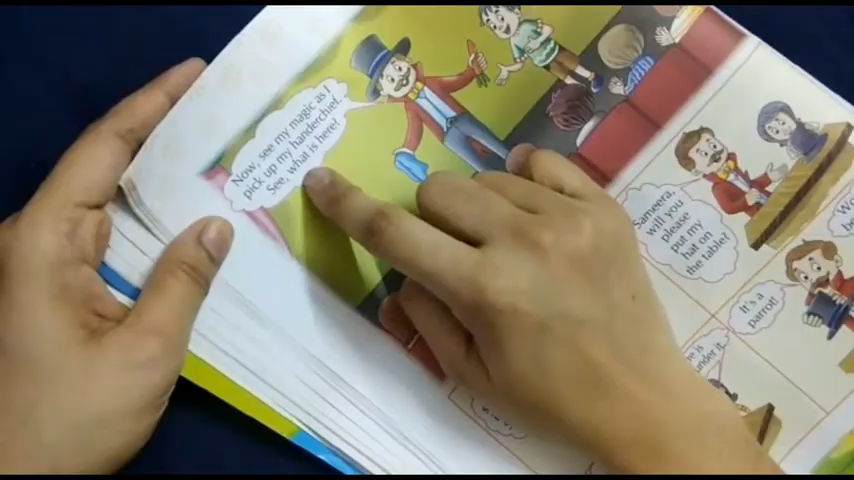 Now, see my magic as I
pick up my handerchief.
See, what is here!
Sameera,
will you
please
put my
hat on
the table?
It's a
parrot!
is
under it.